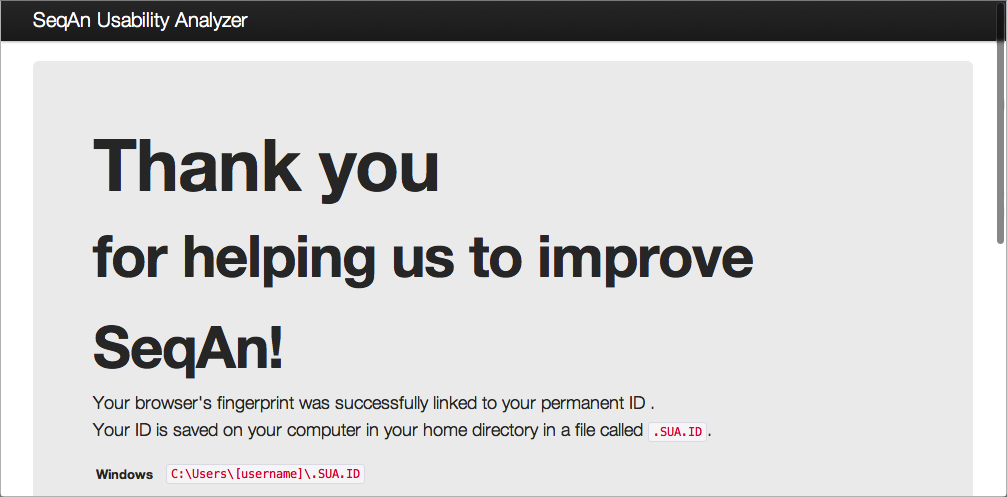 SeqAn Usability Analyzer
Thank you
for helping us to improve
SeqAn!
Your browser's fingerprint was successfully linked to your permanent ID .
Your ID is saved on your computer in your home directory in a file called .SUA.ID.
Windows C:\Users\[username]\.SUA.ID